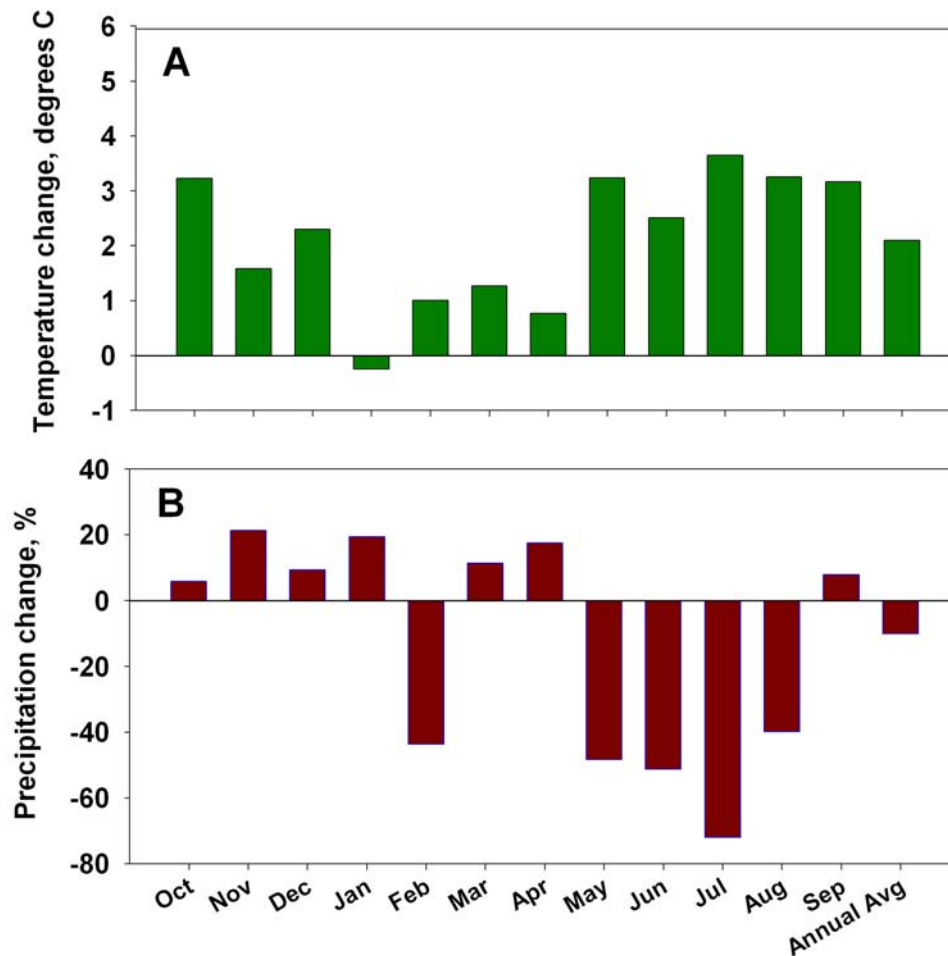 Temperature change, degrees C
A
6
5
4
3
2
1
0
-1
Precipitation change, %
B
40
20
0
-20
-40
-60
-80
Oct
Nov
Dec
Jan
Feb
Mar
Apr
May
Jun
Jul
Aug
Sep
Annual Avg